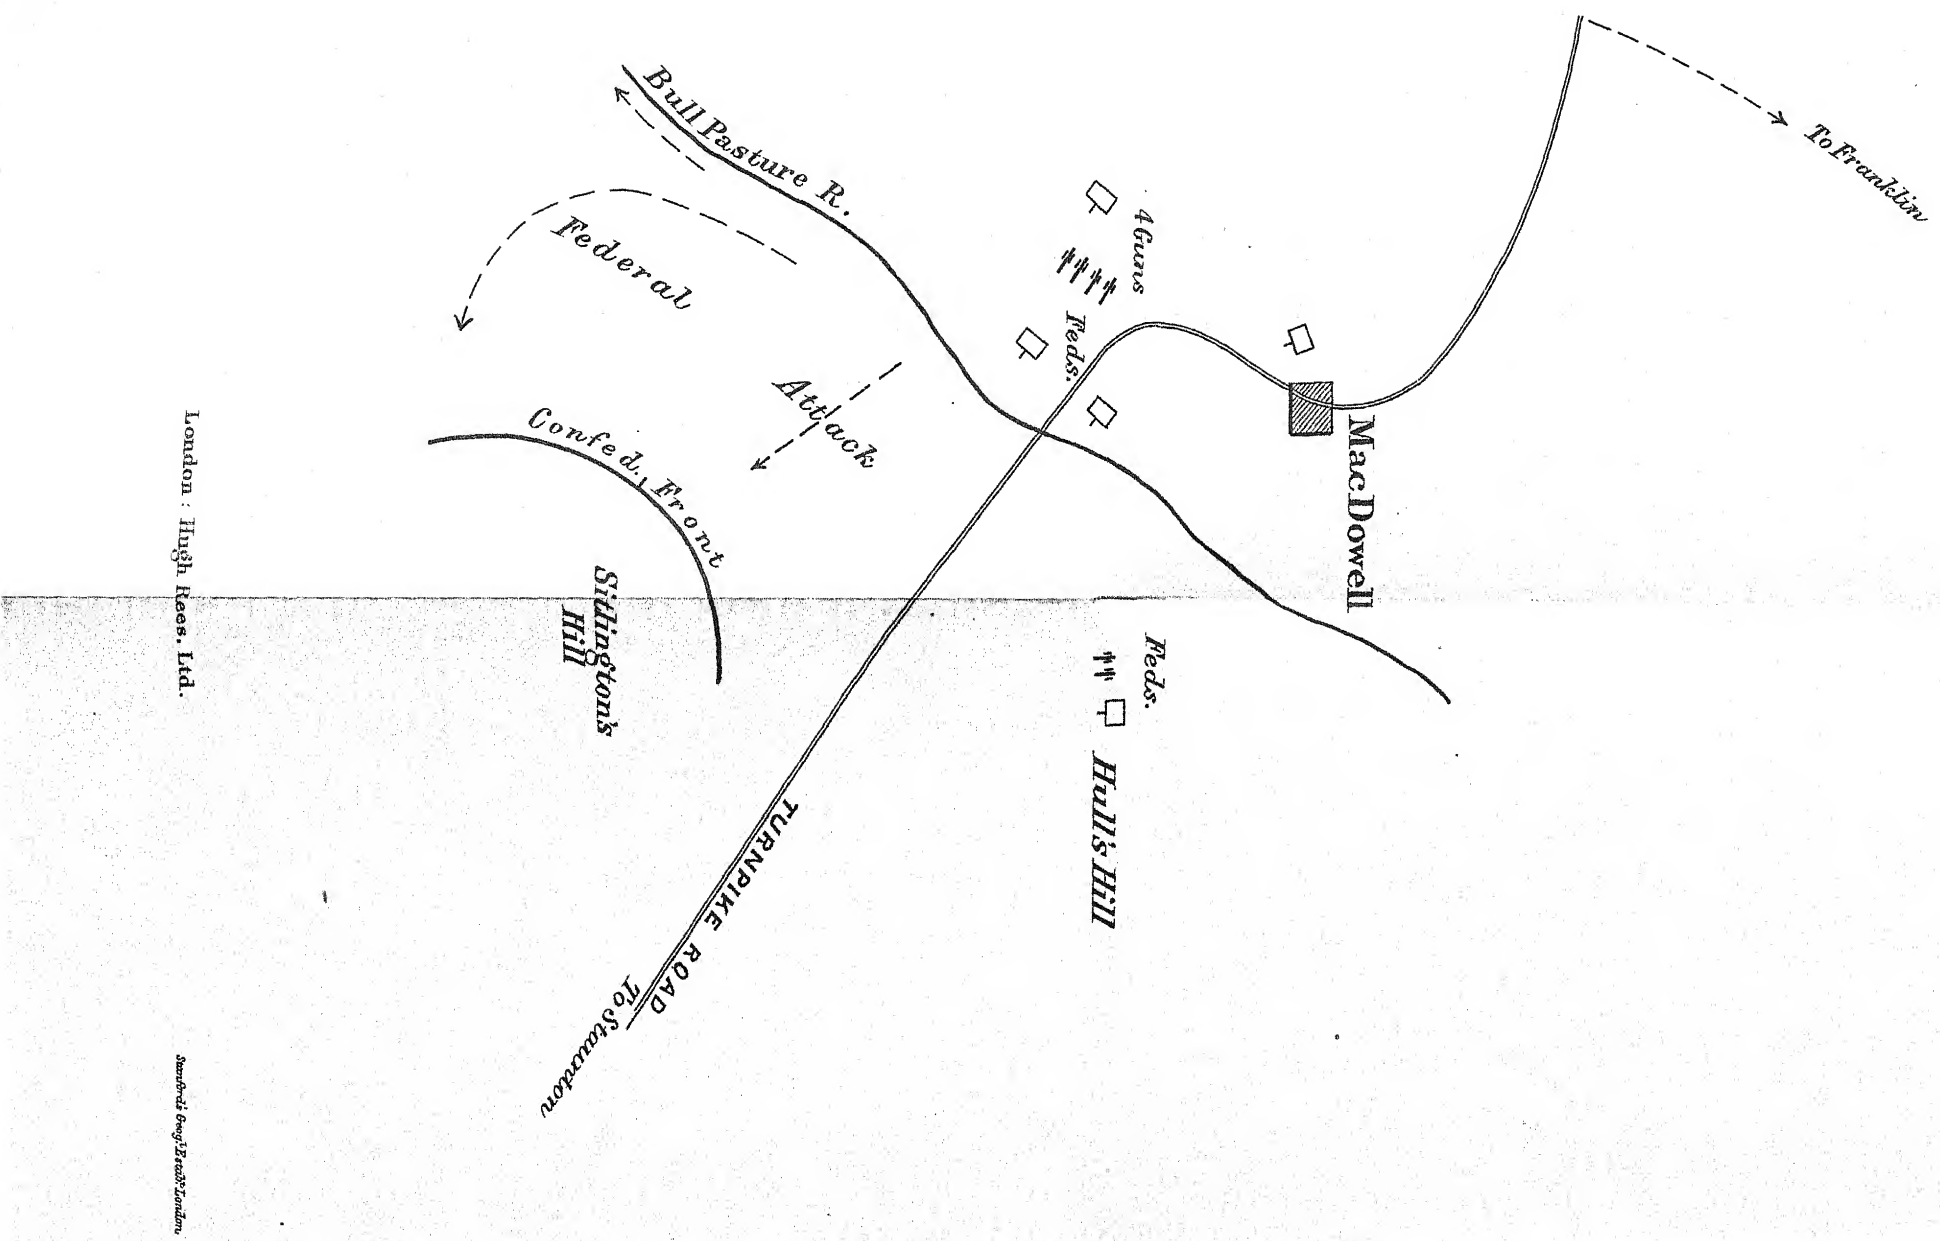 To Franklin
MacDowell
4 Guns
Feds.
Feds.
Hull's Hill
Bull Pasture R.
Federal
Attack
Confed. Front
Sitlington's
Hill
TURNPIKE ROAD
To Staunton
London : Hugh Rees. Ltd.
Stanford's Geog.l Estab.t London